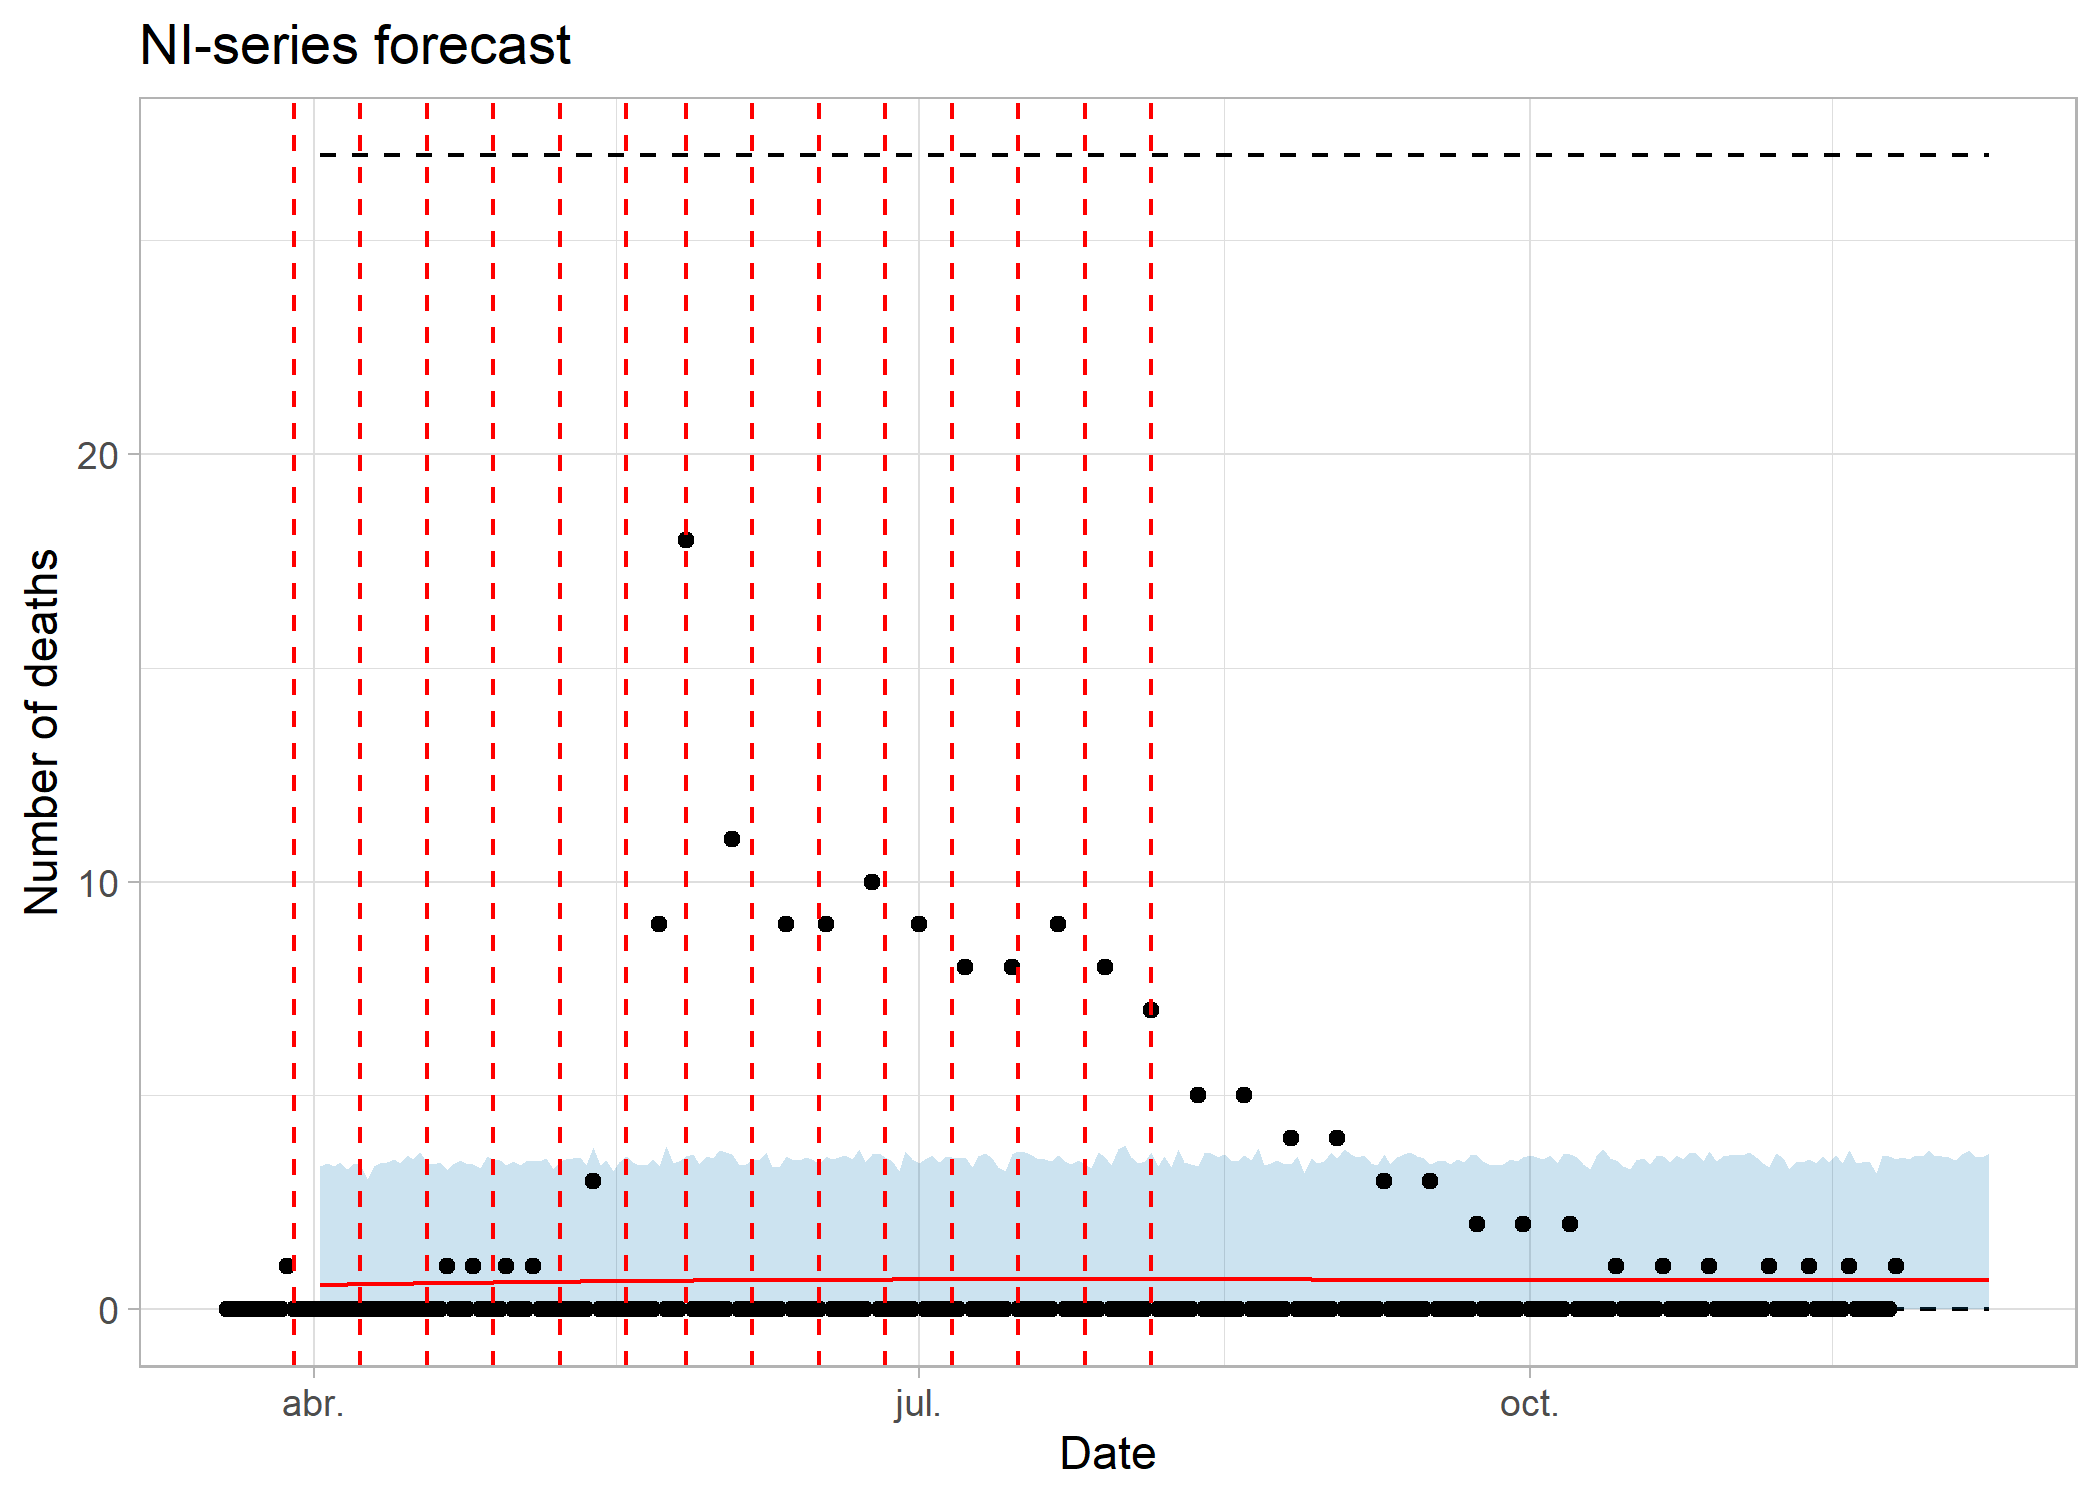 NI-series forecast
Number of deaths
20
10
0
abr.
jul.
oct.
Date